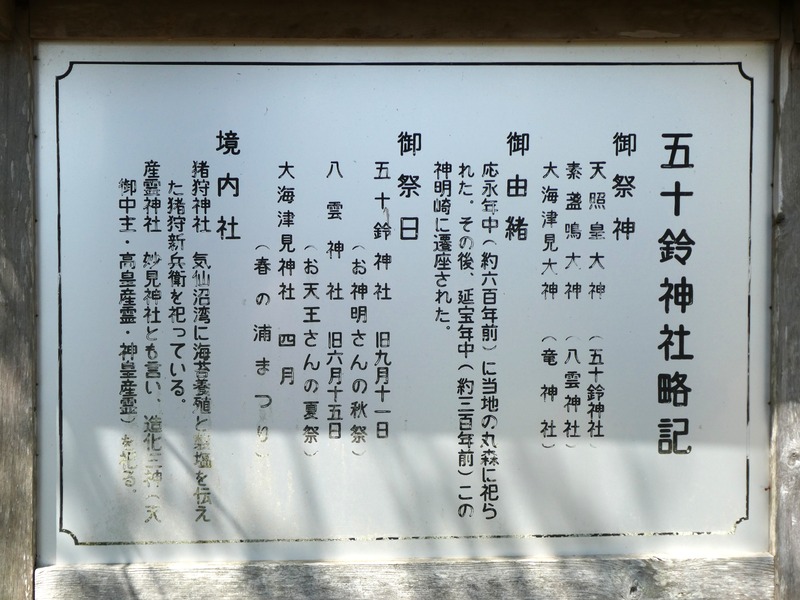 五十鈴神社略記
御祭神
天照皇大神（五十鈴神社）
素盞鳴大神（八雲神社）
大海津見大神（竜神社）
御由緒
応永年中（約六百年前）に当地の丸森に祀ら
れた。その後、延宝年中（約三百年前）この
神明崎に遷座された。
御祭日
五十鈴神社 旧九月十一日
（お神明さんの秋祭）
八雲神社 旧六月十五日
（お天王さんの夏祭）
大海津見神社 四月
（春の浦まつり）
境内社
猪狩神社 気仙沼湾に海苔養殖と製塩を伝え
た猪狩新兵衛を祀っている。
産霊神社 妙見神社とも言い、造化三神（天
御中主・高皇産霊・神皇産霊）を祀る。